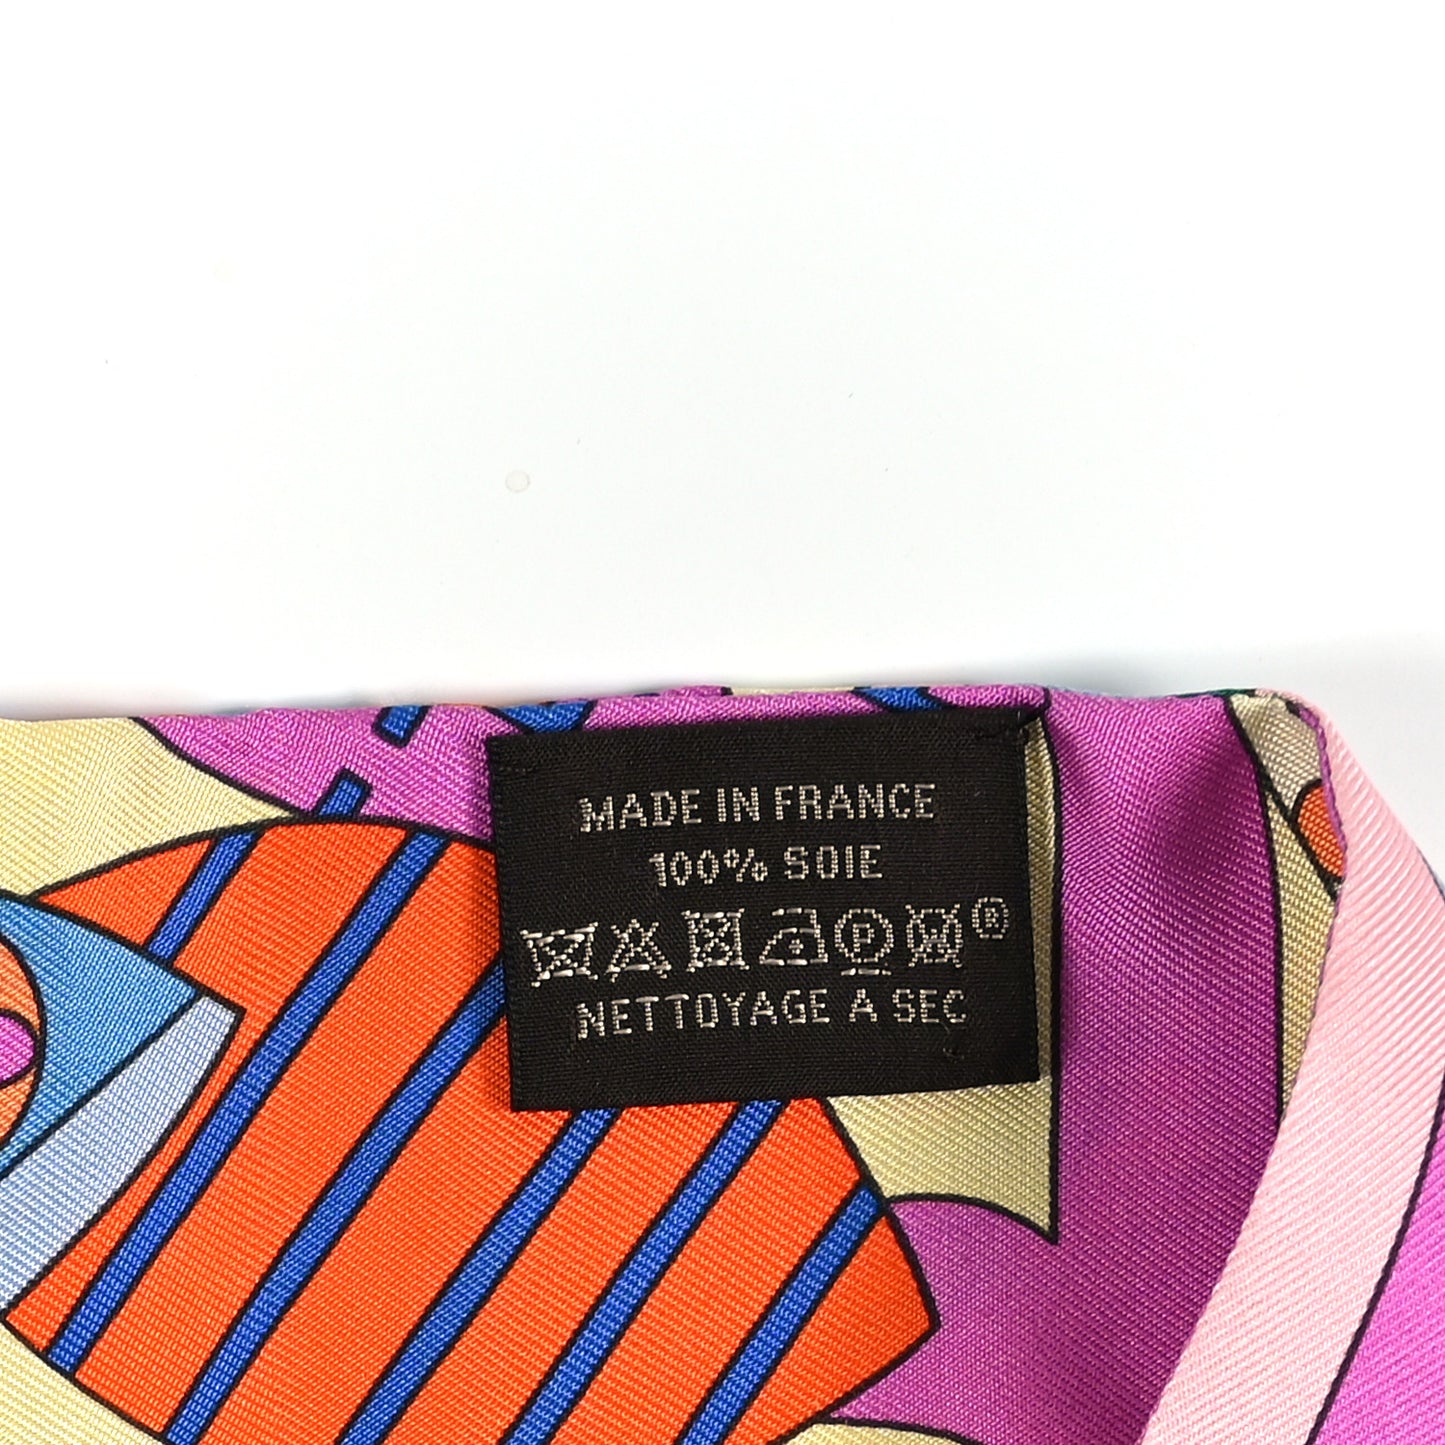 MADE IN FRANCE
100% SOIE
P ®
NETTOYAGE A SEC